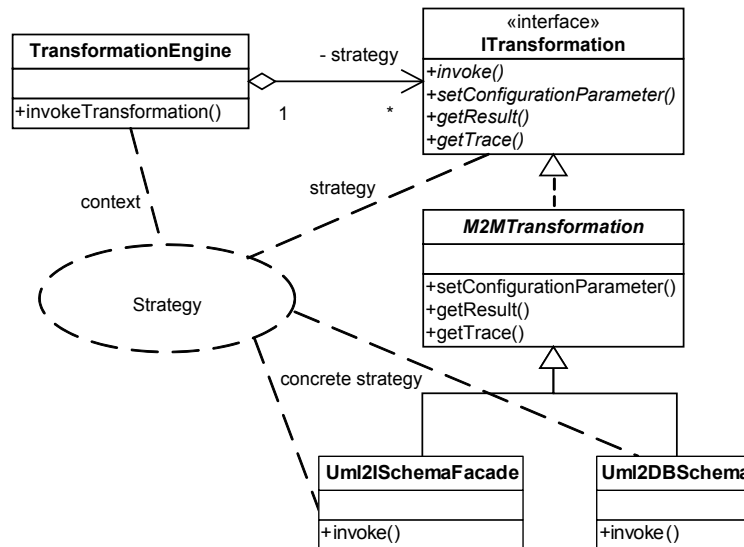 TransformationEngine
+invokeTransformation()
- strategy
1
*
«interface»
ITransformation
+invoke()
+setConfigurationParameter()
+getResult()
+getTrace()
context
strategy
Strategy
M2MTransformation
+setConfigurationParameter()
+getResult()
+getTrace()
concrete strategy
Uml2ISchemaFacade
+invoke()
Uml2DBSchema
+invoke()